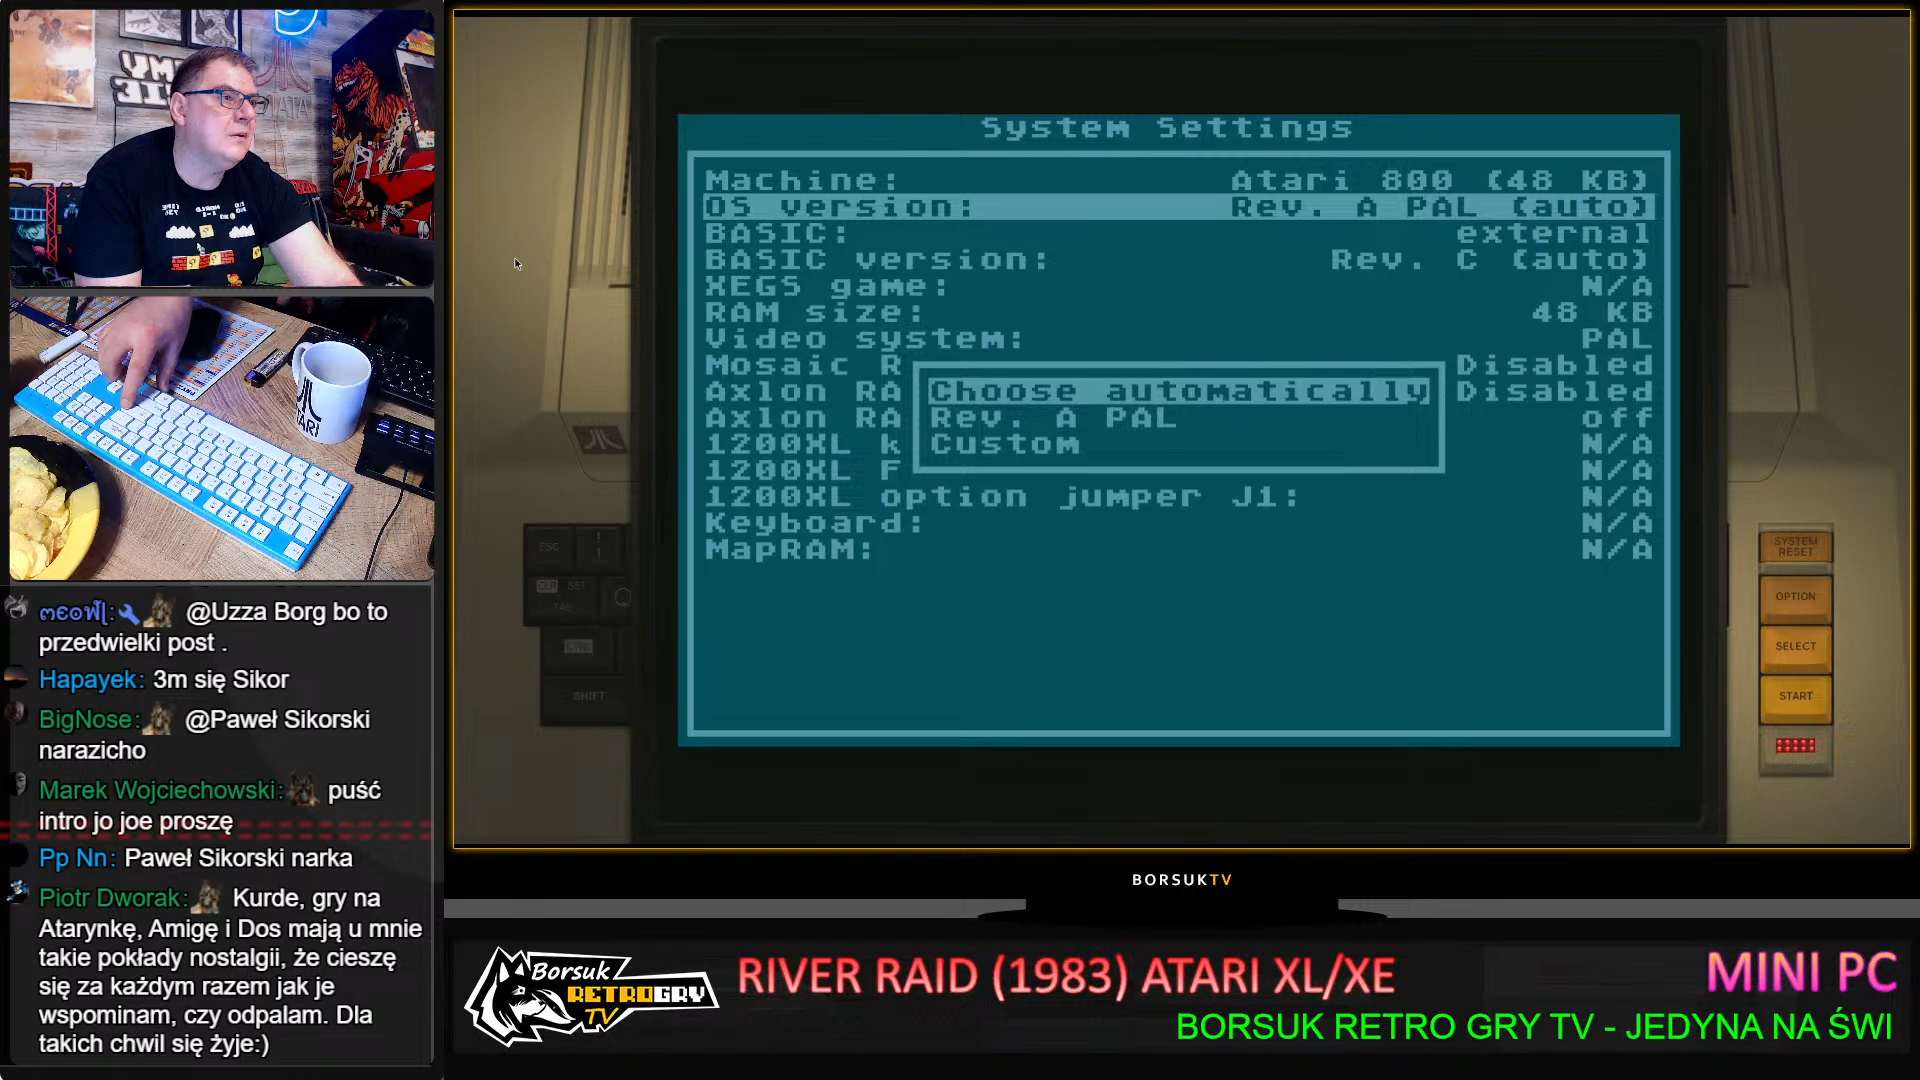 System Settings
Machine: Atari 800 (48 KB)
OS version: Rev. A PAL (auto)
BASIC: external
BASIC version: Rev. C (auto)
XEGS game: N/A
RAM size: 48 KB
Video system: PAL
Mosaic R Disabled
Axlon RA Disabled
Axlon RA off
1200XL k N/A
1200XL F N/A
1200XL option jumper J1: N/A
Keyboard: N/A
MapRAM: N/A
Choose automatically
Rev. A PAL
Custom
ESC
!
CLR SET
TAB
Q
SHIFT
SYSTEM
RESET
OPTION
SELECT
START
ATARI
@Uzza Borg bo to
przedwielki post .
Hapayek: 3m się Sikor
BigNose: @Paweł Sikorski
narazicho
Marek Wojciechowski: puść
intro jo joe proszę
Pp Nn: Paweł Sikorski narka
Piotr Dworak: Kurde, gry na
Atarynkę, Amigę i Dos mają u mnie
takie pokłady nostalgii, że cieszę
się za każdym razem jak je
wspominam, czy odpalam. Dla
takich chwil się żyje:)
BORSUKTV
Borsuk
RETROGRY
TV
RIVER RAID (1983) ATARI XL/XE
MINI PC
BORSUK RETRO GRY TV - JEDYNA NA ŚWI